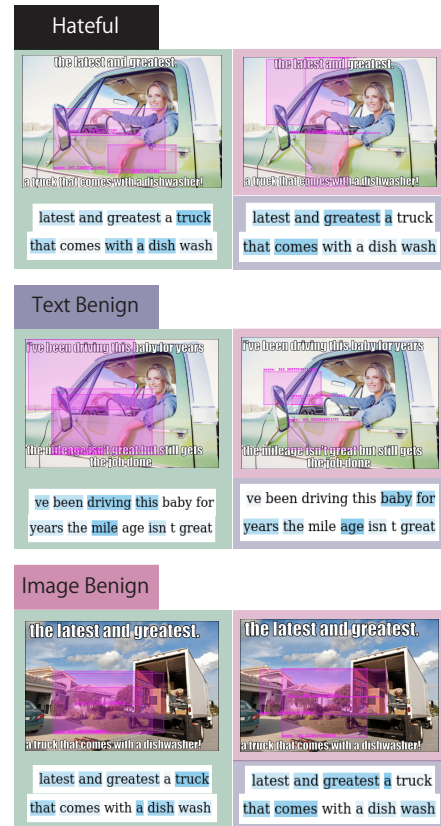 Hateful
the latest and greatest.
a truck that comes with a dishwasher!
the latest and greatest.
a truck that comes with a dishwasher!
latest and greatest a truck
that comes with a dish wash
latest and greatest a truck
that comes with a dish wash
Text Benign
i've been driving this baby for years
the mileage isn't great but still gets
the job done
i've been driving this baby for years
the mileage isn't great but still gets
the job done
ve been driving this baby for
years the mile age isn t great
ve been driving this baby for
years the mile age isn t great
Image Benign
the latest and greatest.
a truck that comes with a dishwasher!
the latest and greatest.
a truck that comes with a dishwasher!
latest and greatest a truck
that comes with a dish wash
latest and greatest a truck
that comes with a dish wash